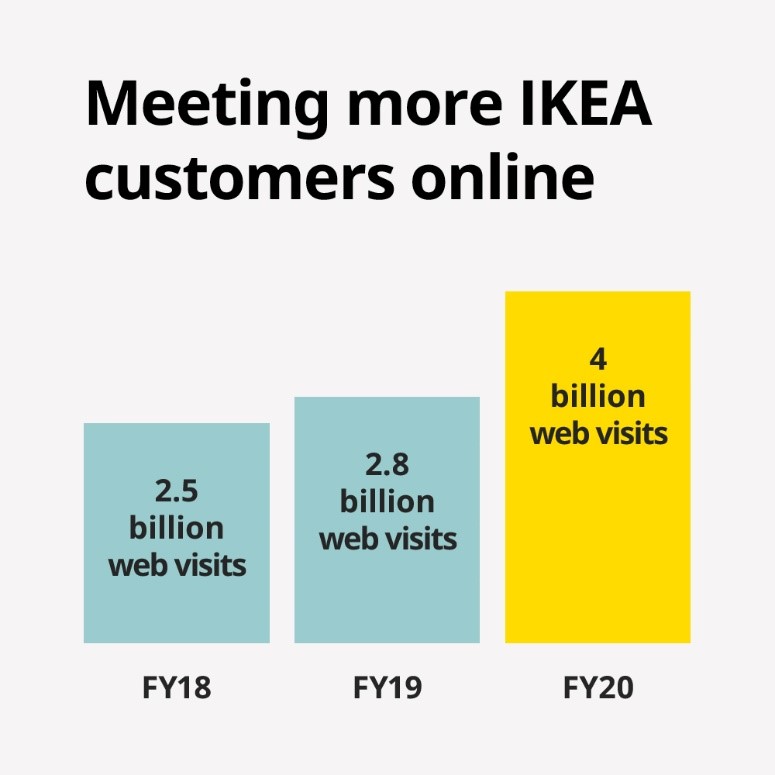 Meeting more IKEA
customers online
4
billion
web visits
2.5
billion
web visits
2.8
billion
web visits
FY18
FY19
FY20